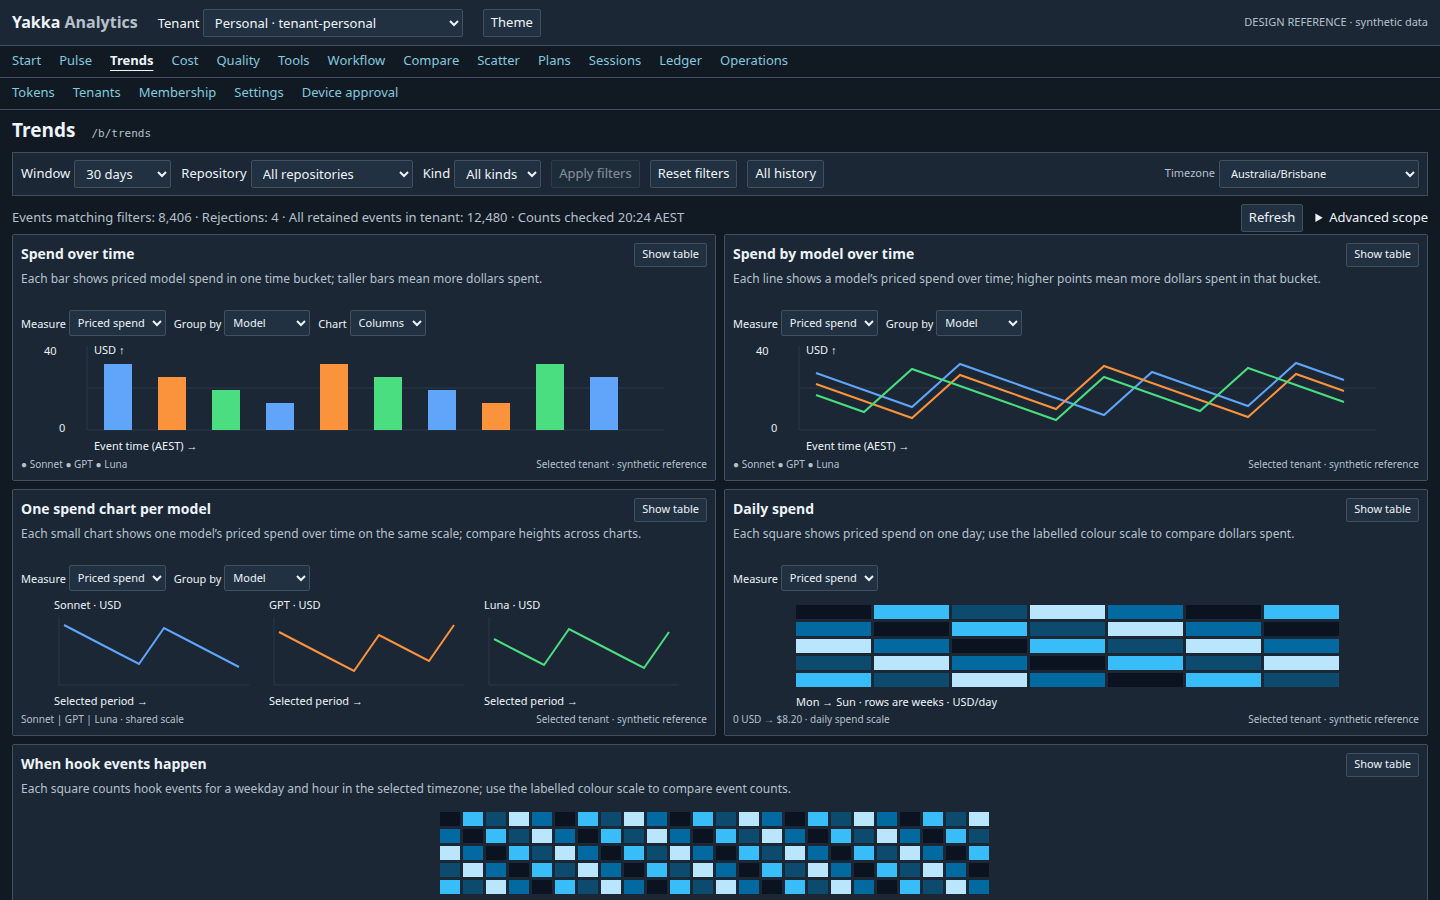 Yakka Analytics Tenant Personal · tenant-personal Theme DESIGN REFERENCE · synthetic data
Start Pulse Trends Cost Quality Tools Workflow Compare Scatter Plans Sessions Ledger Operations
Tokens Tenants Membership Settings Device approval
Trends /b/trends
Window 30 days Repository All repositories Kind All kinds Apply filters Reset filters All history Timezone Australia/Brisbane
Events matching filters: 8,406 · Rejections: 4 · All retained events in tenant: 12,480 · Counts checked 20:24 AEST Refresh ▶ Advanced scope
Spend over time Show table
Each bar shows priced model spend in one time bucket; taller bars mean more dollars spent.
Measure Priced spend Group by Model Chart Columns
40 USD ↑
0
Event time (AEST) →
● Sonnet ● GPT ● Luna Selected tenant · synthetic reference
Spend by model over time Show table
Each line shows a model’s priced spend over time; higher points mean more dollars spent in that bucket.
Measure Priced spend Group by Model
40 USD ↑
0
Event time (AEST) →
● Sonnet ● GPT ● Luna Selected tenant · synthetic reference
One spend chart per model Show table
Each small chart shows one model’s priced spend over time on the same scale; compare heights across charts.
Measure Priced spend Group by Model
Sonnet · USD GPT · USD Luna · USD
Selected period → Selected period → Selected period →
Sonnet | GPT | Luna · shared scale Selected tenant · synthetic reference
Daily spend Show table
Each square shows priced spend on one day; use the labelled colour scale to compare dollars spent.
Measure Priced spend
Mon → Sun · rows are weeks · USD/day
0 USD → $8.20 · daily spend scale Selected tenant · synthetic reference
When hook events happen Show table
Each square counts hook events for a weekday and hour in the selected timezone; use the labelled colour scale to compare event counts.